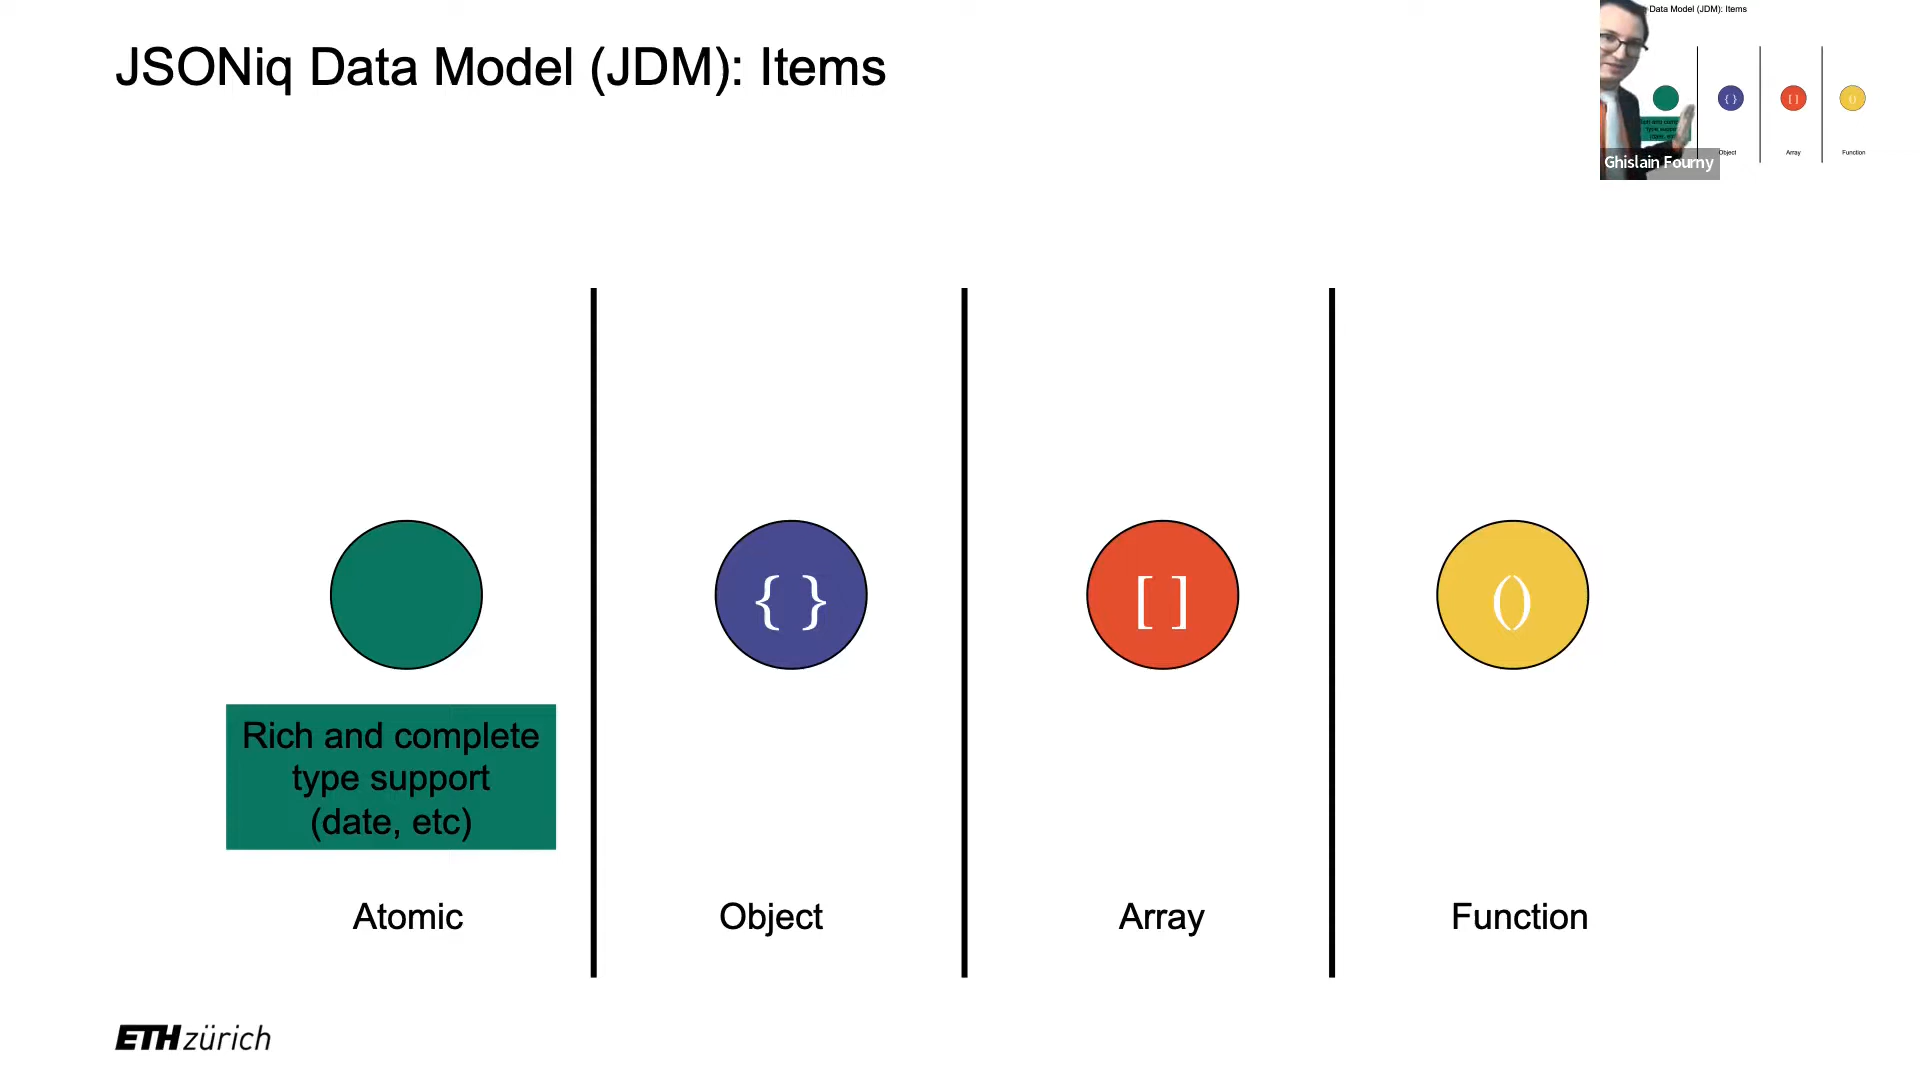 JSONiq Data Model (JDM): Items
Data Model (JDM): Items
{ }
[ ]
()
Ghislain Fourny
Object
Array
Function
{ }
[ ]
()
Rich and complete
type support
(date, etc)
Atomic
Object
Array
Function
ETH zürich